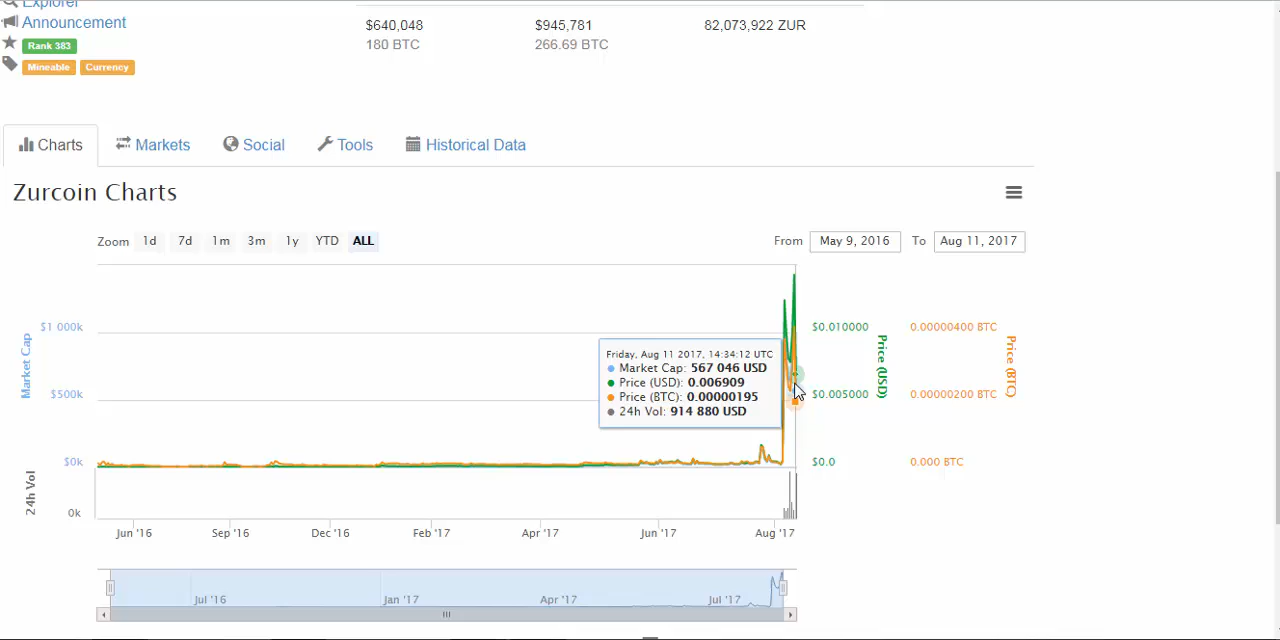 Explorer
Announcement
Rank 383
Mineable Currency
$640,048 $945,781 82,073,922 ZUR
180 BTC 266.69 BTC
Charts Markets Social Tools Historical Data
Zurcoin Charts
Zoom 1d 7d 1m 3m 1y YTD ALL From May 9, 2016 To Aug 11, 2017
Market Cap
$1 000k
$500k
$0k
24h Vol
0k
Friday, Aug 11 2017, 14:34:12 UTC
Market Cap: 567 046 USD
Price (USD): 0.006909
Price (BTC): 0.00000195
24h Vol: 914 880 USD
$0.010000
$0.005000
$0.0
Price (USD)
0.00000400 BTC
0.00000200 BTC
0.000 BTC
Price (BTC)
Jun '16 Sep '16 Dec '16 Feb '17 Apr '17 Jun '17 Aug '17
Jul '16 Jan '17 Apr '17 Jul '17